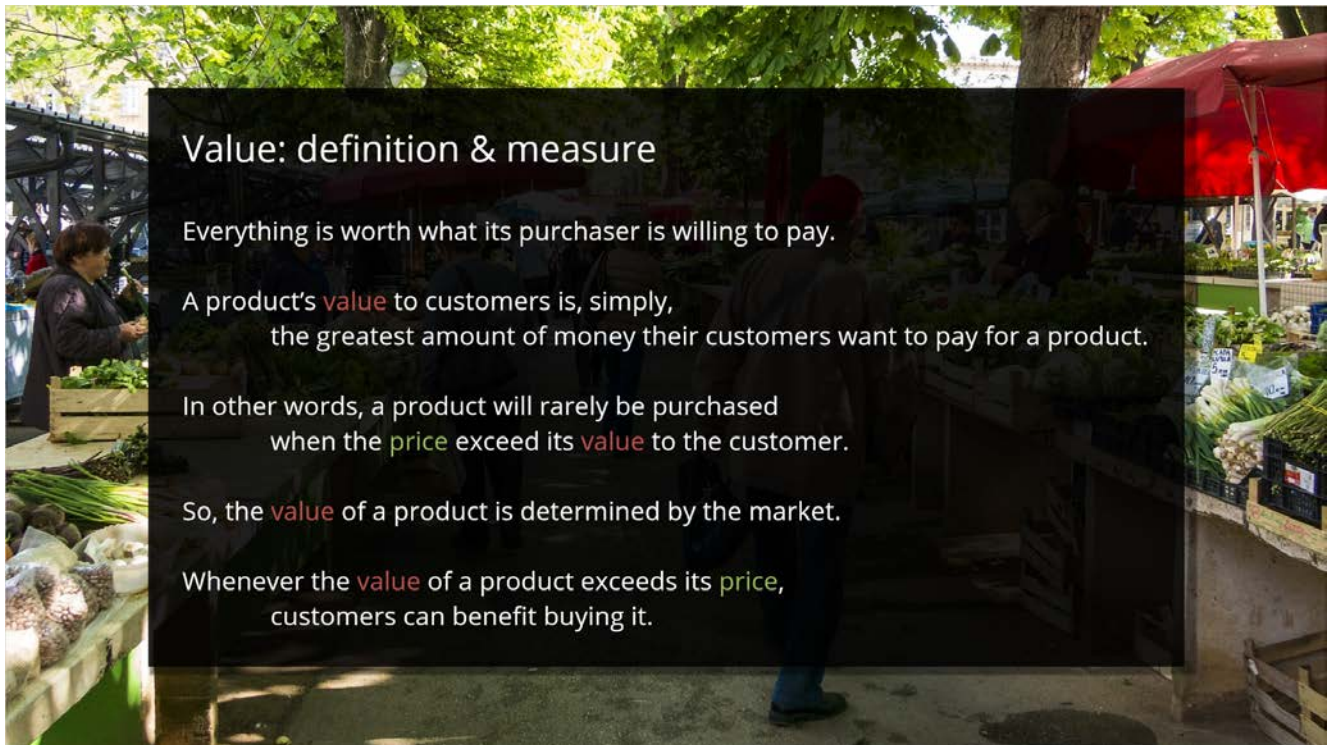 Value: definition & measure
Everything is worth what its purchaser is willing to pay.
A product's value to customers is, simply,
the greatest amount of money their customers want to pay for a product.
In other words, a product will rarely be purchased
when the price exceed its value to the customer.
So, the value of a product is determined by the market.
Whenever the value of a product exceeds its price,
customers can benefit buying it.